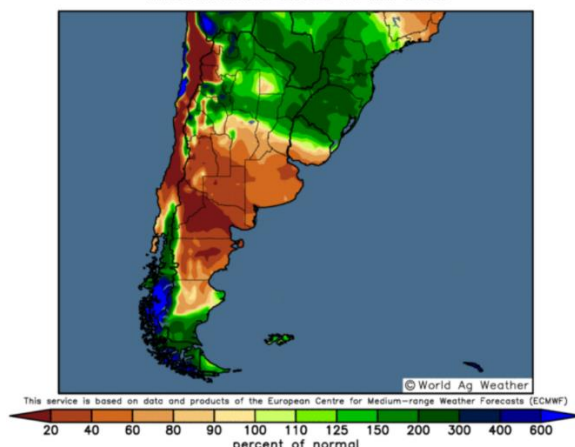 © World Ag Weather
This service is based on data and products of the European Centre for Medium-range Weather Forecasts (ECMWF)
20 40 60 80 90 100 110 125 150 200 300 400 600
percent of normal